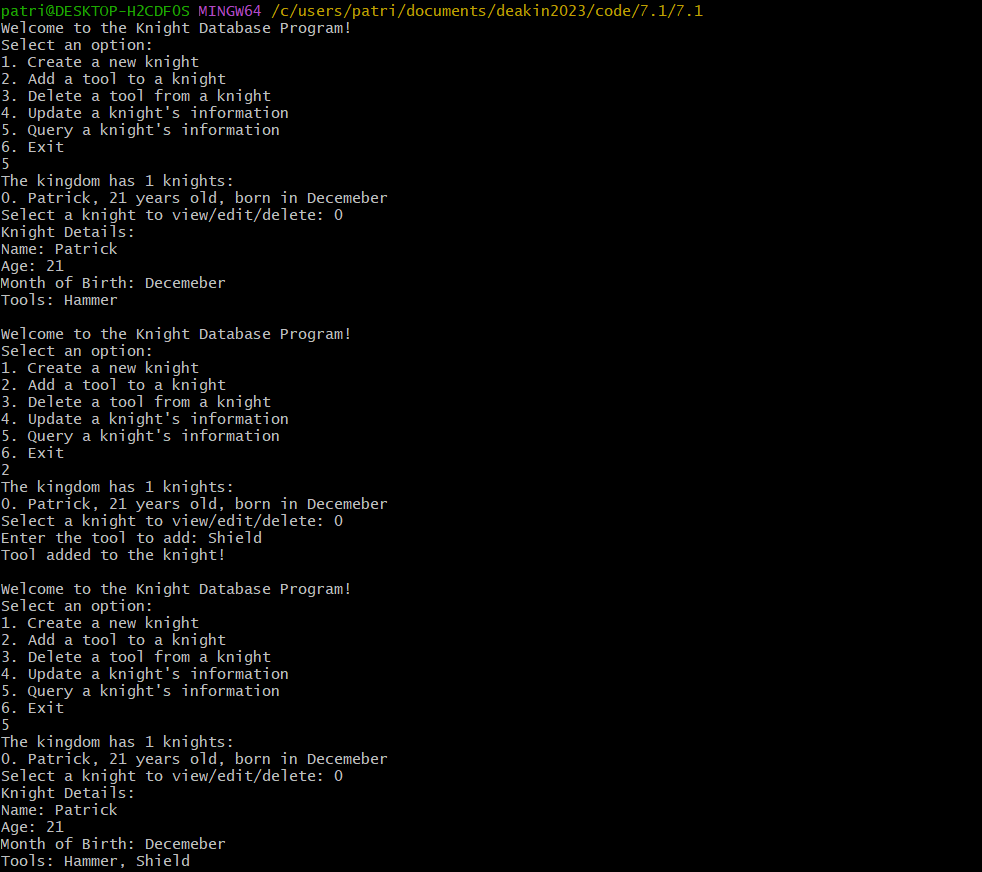 patri@DESKTOP-H2CDF0S MINGW64 /c/users/patri/documents/deakin2023/code/7.1/7.1
Welcome to the Knight Database Program!
Select an option:
1. Create a new knight
2. Add a tool to a knight
3. Delete a tool from a knight
4. Update a knight's information
5. Query a knight's information
6. Exit
5
The kingdom has 1 knights:
0. Patrick, 21 years old, born in Decemeber
Select a knight to view/edit/delete: 0
Knight Details:
Name: Patrick
Age: 21
Month of Birth: Decemeber
Tools: Hammer

Welcome to the Knight Database Program!
Select an option:
1. Create a new knight
2. Add a tool to a knight
3. Delete a tool from a knight
4. Update a knight's information
5. Query a knight's information
6. Exit
2
The kingdom has 1 knights:
0. Patrick, 21 years old, born in Decemeber
Select a knight to view/edit/delete: 0
Enter the tool to add: Shield
Tool added to the knight!

Welcome to the Knight Database Program!
Select an option:
1. Create a new knight
2. Add a tool to a knight
3. Delete a tool from a knight
4. Update a knight's information
5. Query a knight's information
6. Exit
5
The kingdom has 1 knights:
0. Patrick, 21 years old, born in Decemeber
Select a knight to view/edit/delete: 0
Knight Details:
Name: Patrick
Age: 21
Month of Birth: Decemeber
Tools: Hammer, Shield